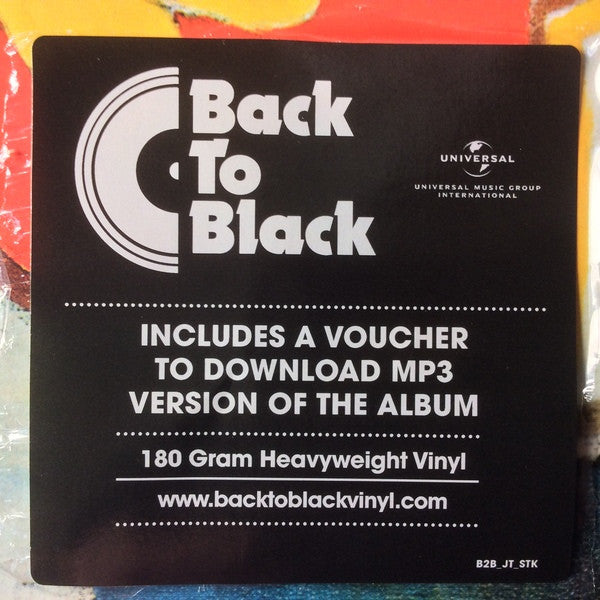 Back
To
Black
UNIVERSAL
UNIVERSAL MUSIC GROUP
INTERNATIONAL
INCLUDES A VOUCHER
TO DOWNLOAD MP3
VERSION OF THE ALBUM
180 Gram Heavyweight Vinyl
www.backtoblackvinyl.com
B2B_JT_STK